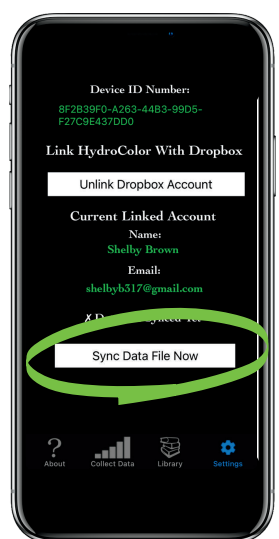 Device ID Number:
8F2B39F0-A263-44B3-99D5-
F27C9E437DD0
Link HydroColor With Dropbox
Unlink Dropbox Account
Current Linked Account
Name:
Shelby Brown
Email:
shelbyb317@gmail.com
✗
Sync Data File Now
?
About Collect Data Library Settings